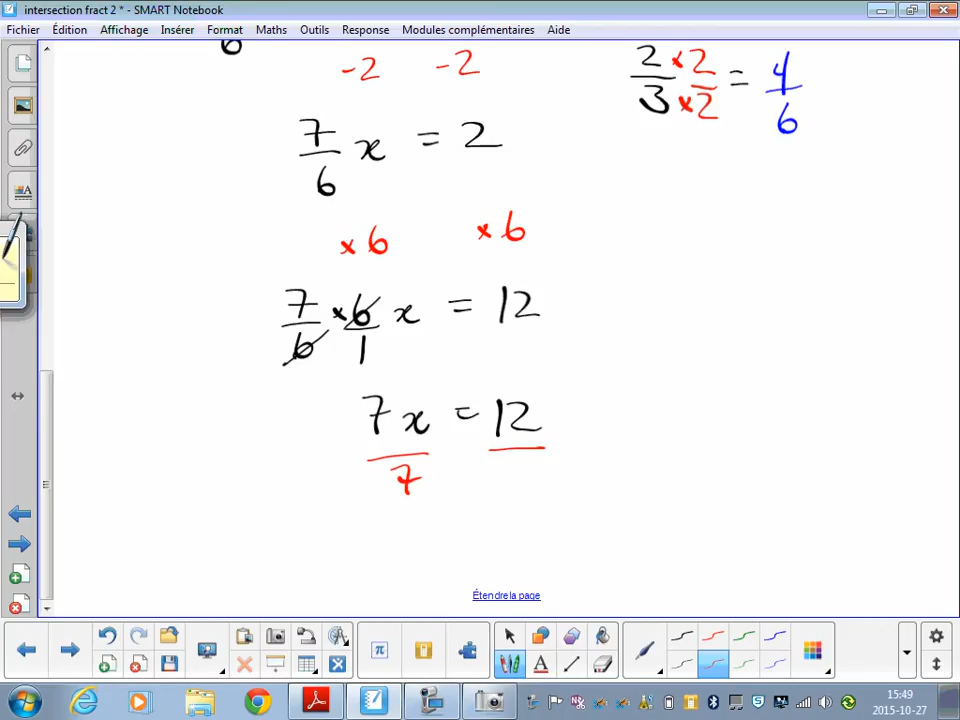 intersection fract 2 * - SMART Notebook
Fichier Édition Affichage Insérer Format Maths Outils Response Modules complémentaires Aide
6
-2 -2
2/3 ×2/×2 = 4/6
7/6 x = 2
×6 ×6
7/6 × 6/1 x = 12
7x = 12
7
Étendre la page
15:49
2015-10-27